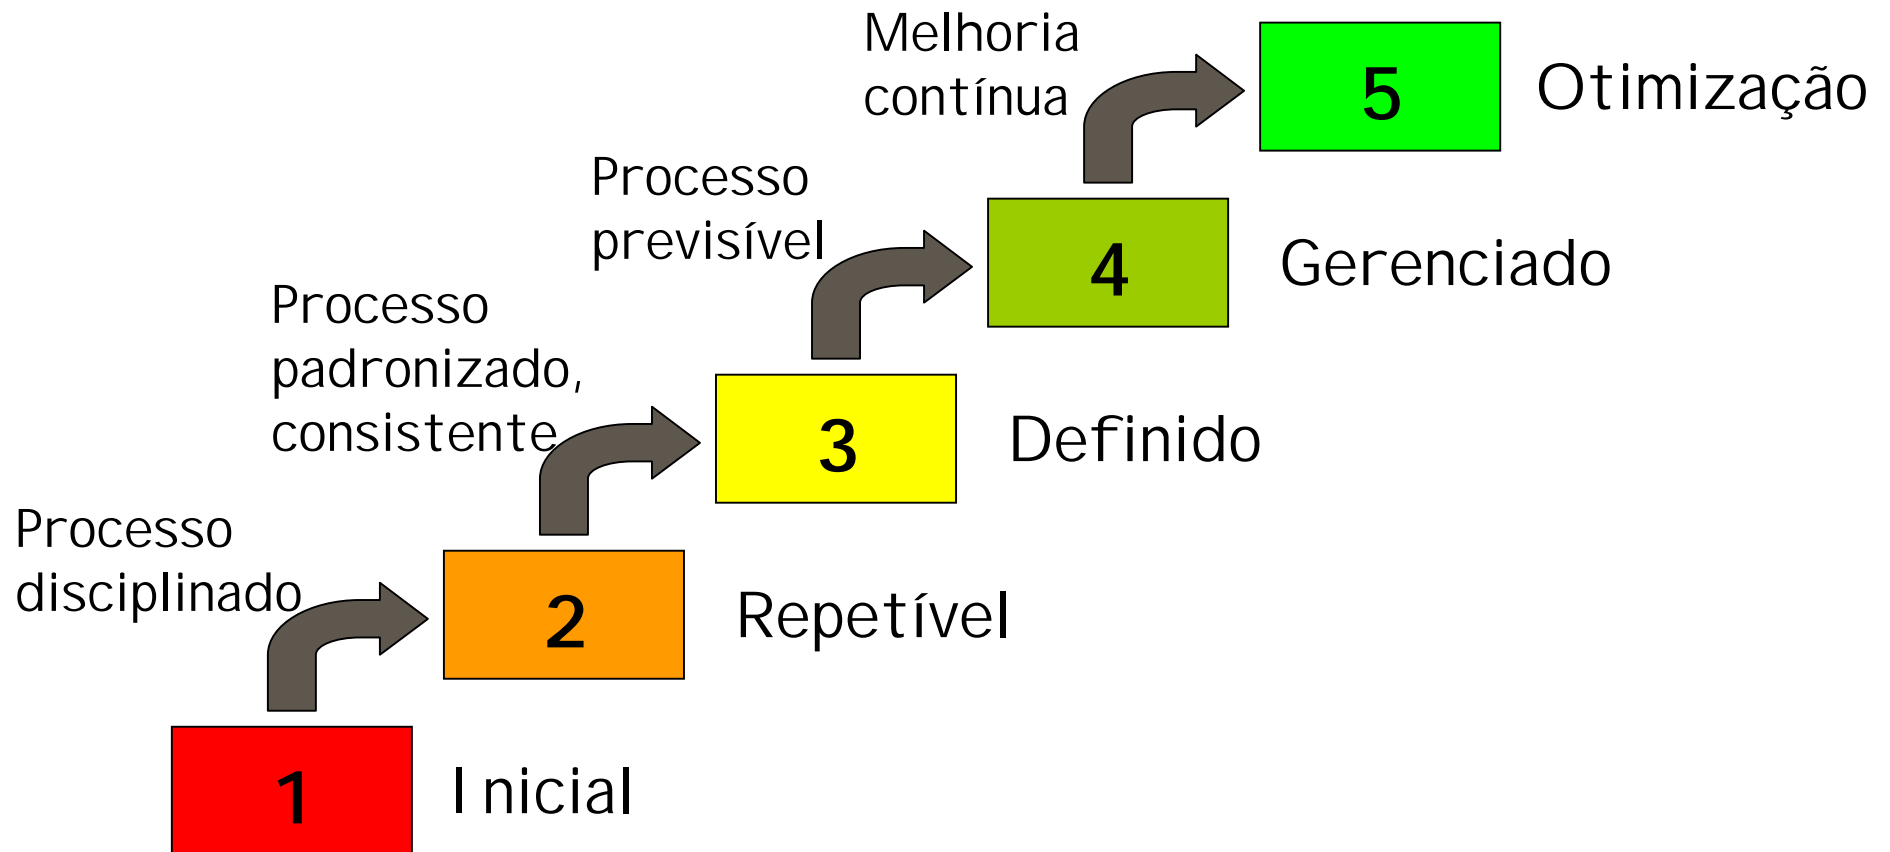 Melhoria
contínua
5
Otimização
Processo
previsível
4
Gerenciado
Processo
padronizado,
consistente
3
Definido
Processo
disciplinado
2
Repetível
1
Inicial